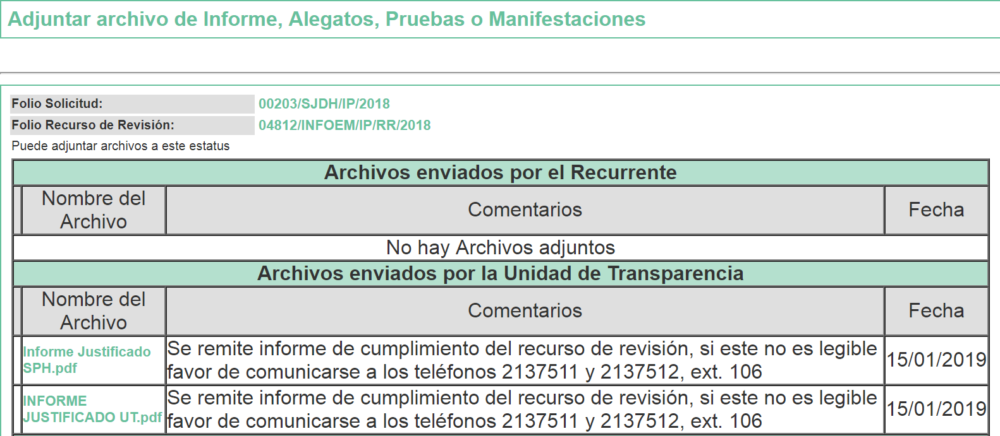 Adjuntar archivo de Informe, Alegatos, Pruebas o Manifestaciones
Folio Solicitud: 00203/SJDH/IP/2018
Folio Recurso de Revisión: 04812/INFOEM/IP/RR/2018
Puede adjuntar archivos a este estatus
Archivos enviados por el Recurrente
Nombre del
Archivo
Comentarios
Fecha
No hay Archivos adjuntos
Archivos enviados por la Unidad de Transparencia
Nombre del
Archivo
Comentarios
Fecha
Informe Justificado
SPH.pdf
Se remite informe de cumplimiento del recurso de revisión, si este no es legible
favor de comunicarse a los teléfonos 2137511 y 2137512, ext. 106
15/01/2019
INFORME
JUSTIFICADO UT.pdf
Se remite informe de cumplimiento del recurso de revisión, si este no es legible
favor de comunicarse a los teléfonos 2137511 y 2137512, ext. 106
15/01/2019